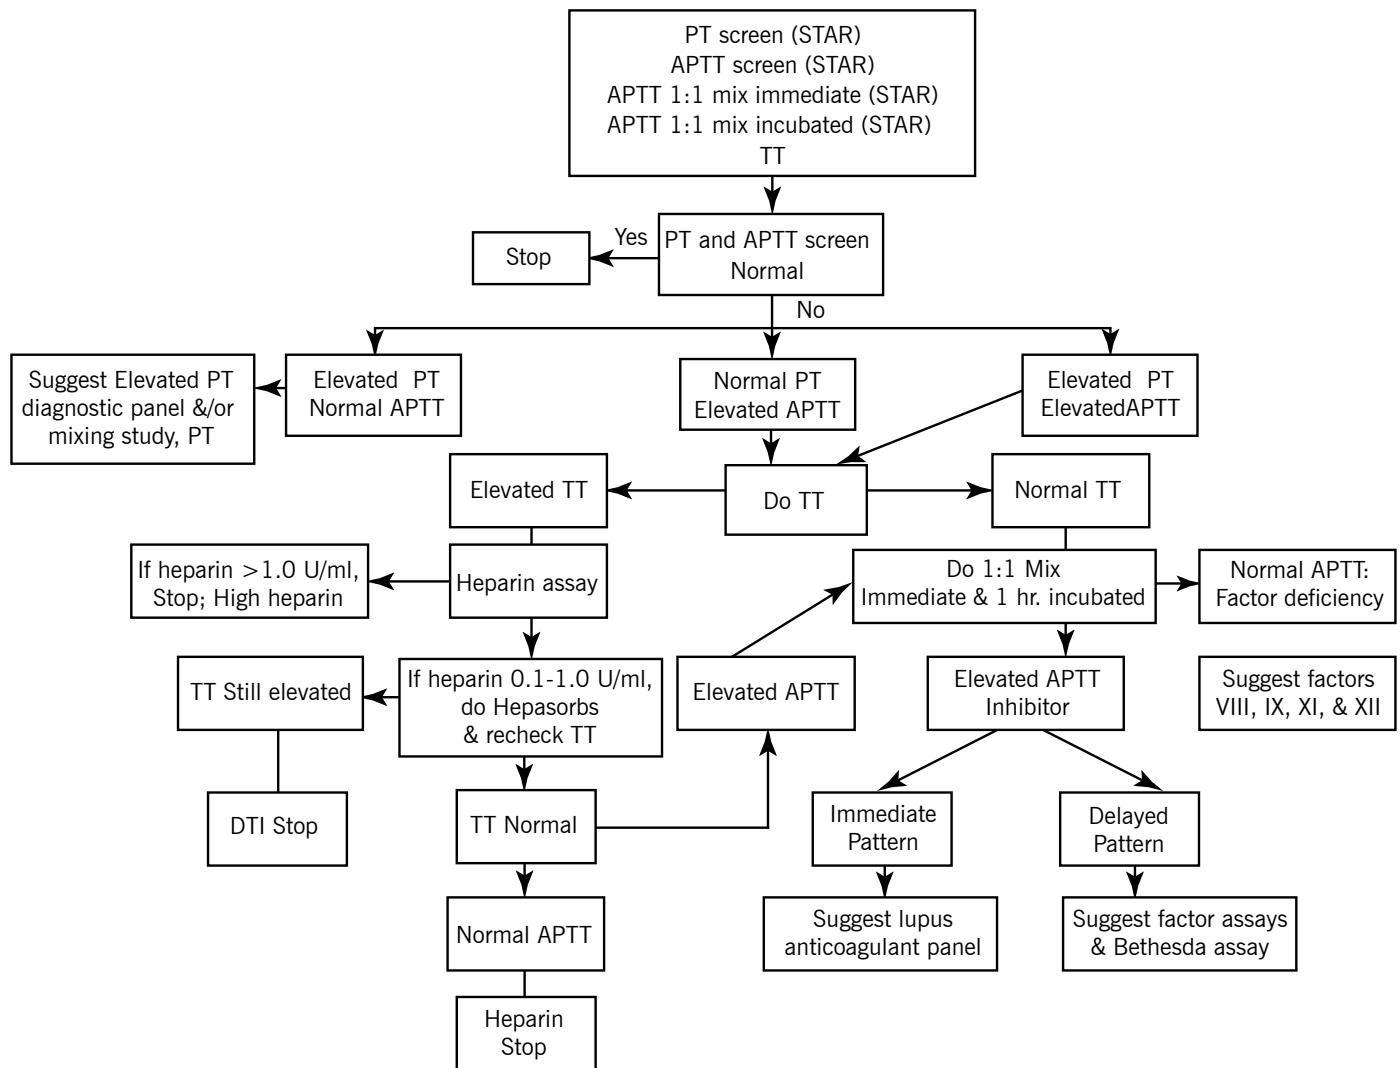 PT screen (STAR)
APTT screen (STAR)
APTT 1:1 mix immediate (STAR)
APTT 1:1 mix incubated (STAR)
TT
Stop
Yes
PT and APTT screen
Normal
No
Suggest Elevated PT
diagnostic panel &/or
mixing study, PT
Elevated PT
Normal APTT
Normal PT
Elevated APTT
Elevated PT
ElevatedAPTT
Elevated TT
Do TT
Normal TT
If heparin >1.0 U/ml,
Stop; High heparin
Heparin assay
Do 1:1 Mix
Immediate & 1 hr. incubated
Normal APTT:
Factor deficiency
TT Still elevated
If heparin 0.1-1.0 U/ml,
do Hepasorbs
& recheck TT
Elevated APTT
Elevated APTT
Inhibitor
Suggest factors
VIII, IX, XI, & XII
DTI Stop
TT Normal
Immediate
Pattern
Delayed
Pattern
Normal APTT
Suggest lupus
anticoagulant panel
Suggest factor assays
& Bethesda assay
Heparin
Stop